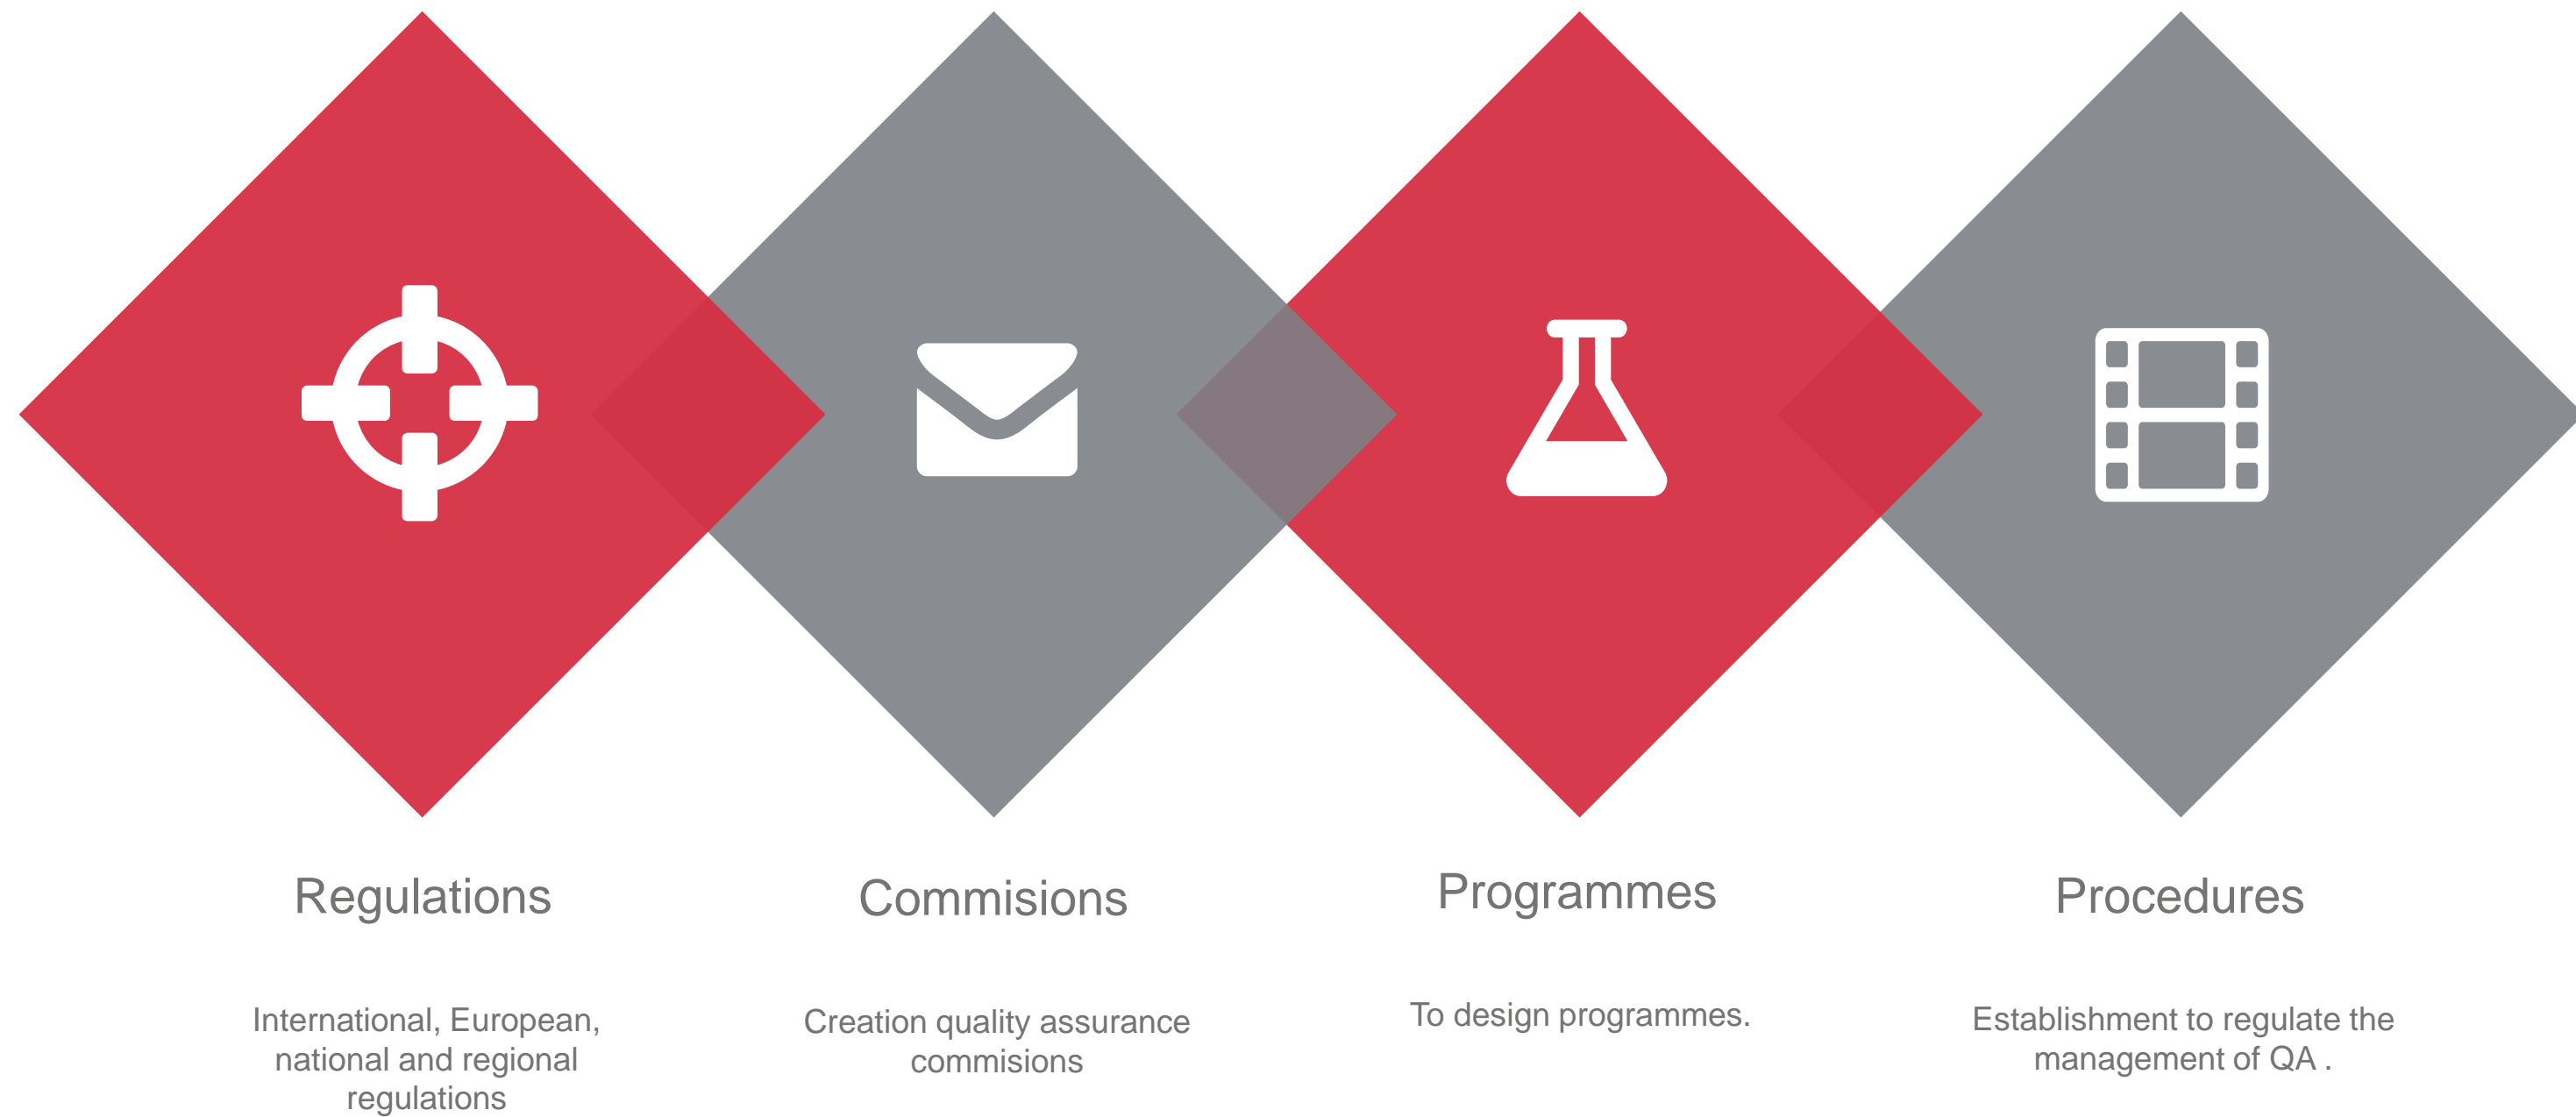 Regulations
International, European,
national and regional
regulations
Commisions
Creation quality assurance
commisions
Programmes
To design programmes.
Procedures
Establishment to regulate the
management of QA .